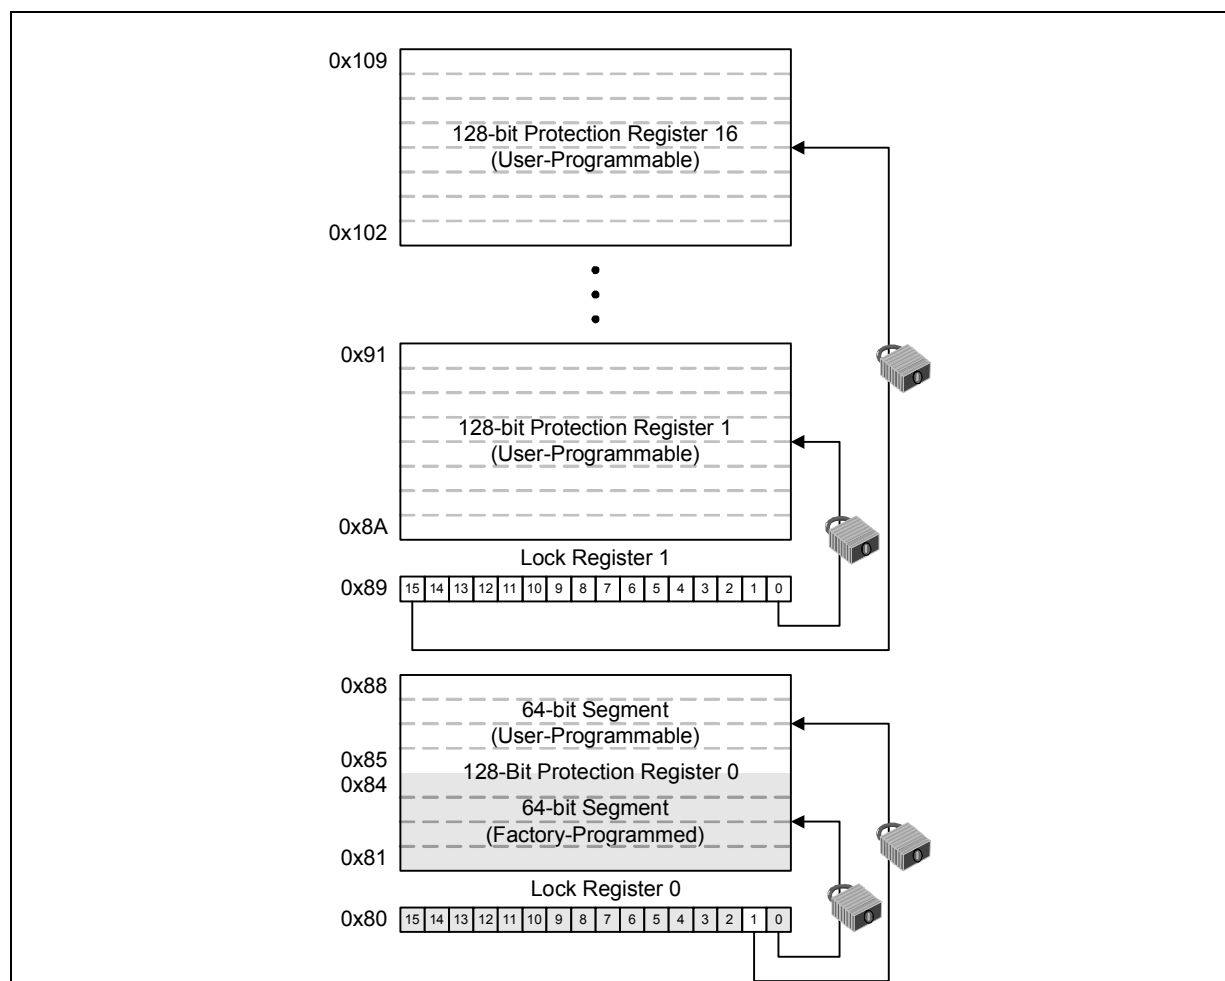 0x109
128-bit Protection Register 16
(User-Programmable)
0x102
0x91
128-bit Protection Register 1
(User-Programmable)
0x8A
Lock Register 1
0x89 15 14 13 12 11 10 9 8 7 6 5 4 3 2 1 0
0x88
64-bit Segment
(User-Programmable)
0x85
128-Bit Protection Register 0
0x84
64-bit Segment
(Factory-Programmed)
0x81
Lock Register 0
0x80 15 14 13 12 11 10 9 8 7 6 5 4 3 2 1 0